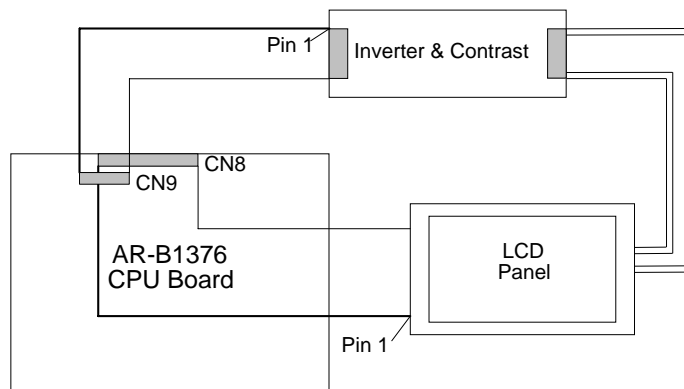 Pin 1
Inverter & Contrast
CN8
CN9
AR-B1376
CPU Board
LCD
Panel
Pin 1